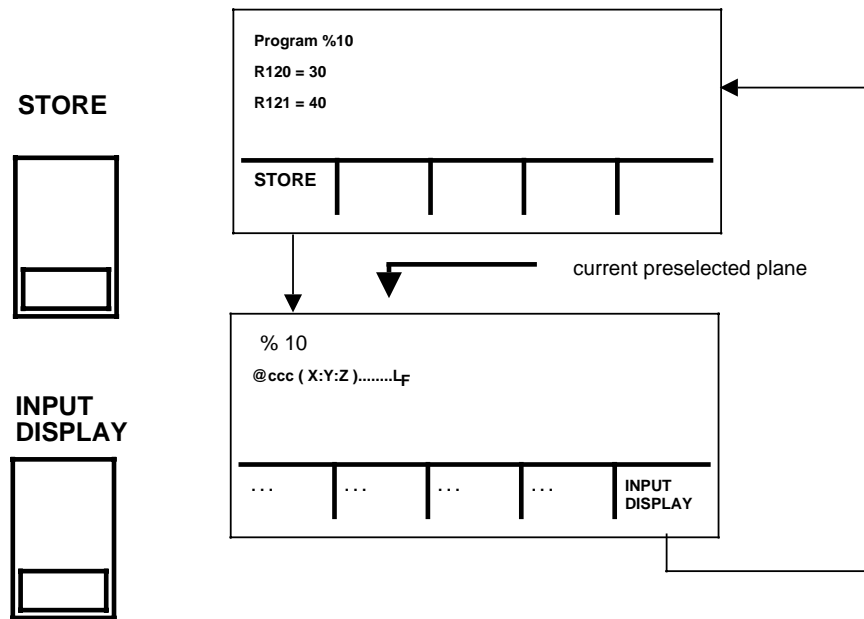 Program %10
R120 = 30
R121 = 40
STORE
STORE
current preselected plane
% 10
@ccc ( X:Y:Z )........LF
INPUT
DISPLAY
... ... ... ... INPUT
DISPLAY